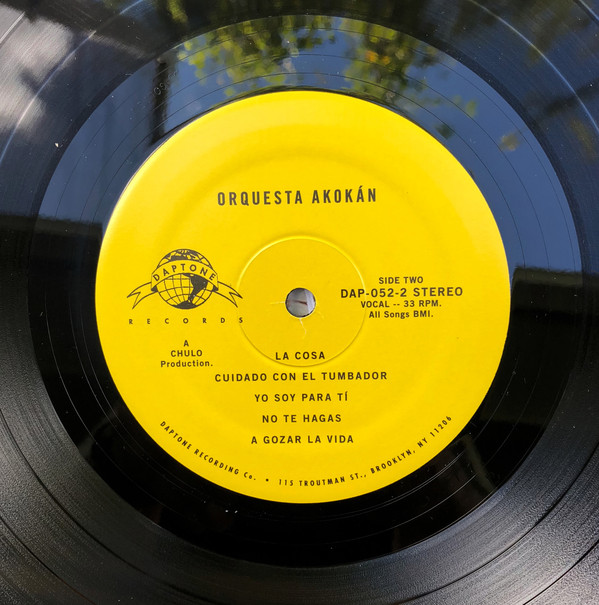 ORQUESTA AKOKÁN
DAPTONE
RECORDS
SIDE TWO
DAP-052-2 STEREO
VOCAL -- 33 RPM.
All Songs BMI.
A
CHULO
Production.
LA COSA
CUIDADO CON EL TUMBADOR
YO SOY PARA TÍ
NO TE HAGAS
A GOZAR LA VIDA
DAPTONE RECORDING Co. • 115 TROUTMAN ST., BROOKLYN, NY 11206